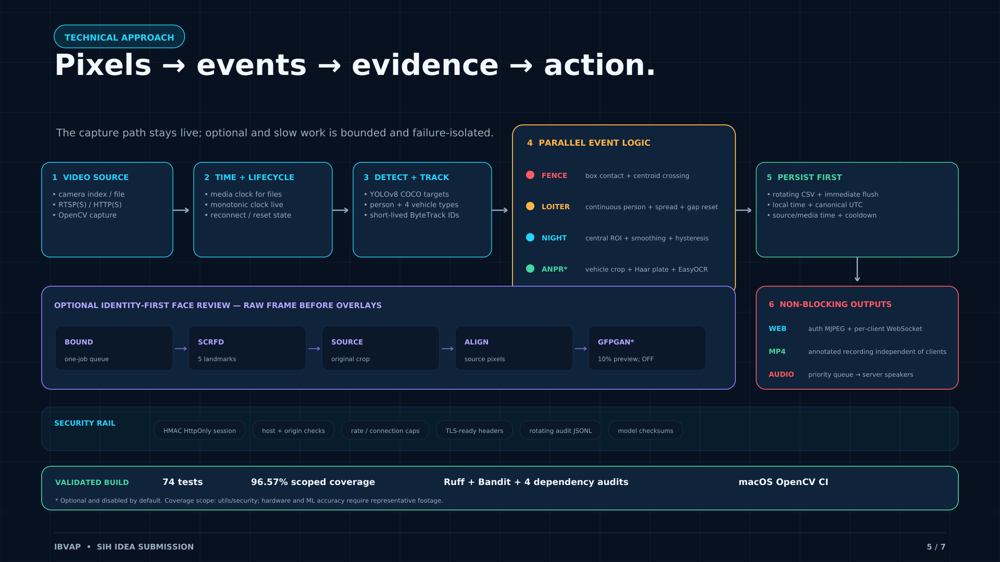 TECHNICAL APPROACH
Pixels → events → evidence → action.
The capture path stays live; optional and slow work is bounded and failure-isolated.
1 VIDEO SOURCE
• camera index / file
• RTSP(S) / HTTP(S)
• OpenCV capture
2 TIME + LIFECYCLE
• media clock for files
• monotonic clock live
• reconnect / reset state
3 DETECT + TRACK
• YOLOv8 COCO targets
• person + 4 vehicle types
• short-lived ByteTrack IDs
4 PARALLEL EVENT LOGIC
FENCE box contact + centroid crossing
LOITER continuous person + spread + gap reset
NIGHT central ROI + smoothing + hysteresis
ANPR* vehicle crop + Haar plate + EasyOCR
5 PERSIST FIRST
• rotating CSV + immediate flush
• local time + canonical UTC
• source/media time + cooldown
OPTIONAL IDENTITY-FIRST FACE REVIEW — RAW FRAME BEFORE OVERLAYS
BOUND
one-job queue
SCRFD
5 landmarks
SOURCE
original crop
ALIGN
source pixels
GFPGAN*
10% preview; OFF
6 NON-BLOCKING OUTPUTS
WEB auth MJPEG + per-client WebSocket
MP4 annotated recording independent of clients
AUDIO priority queue → server speakers
SECURITY RAIL
HMAC HttpOnly session
host + origin checks
rate / connection caps
TLS-ready headers
rotating audit JSONL
model checksums
VALIDATED BUILD 74 tests 96.57% scoped coverage Ruff + Bandit + 4 dependency audits macOS OpenCV CI
* Optional and disabled by default. Coverage scope: utils/security; hardware and ML accuracy require representative footage.
IBVAP • SIH IDEA SUBMISSION
5 / 7